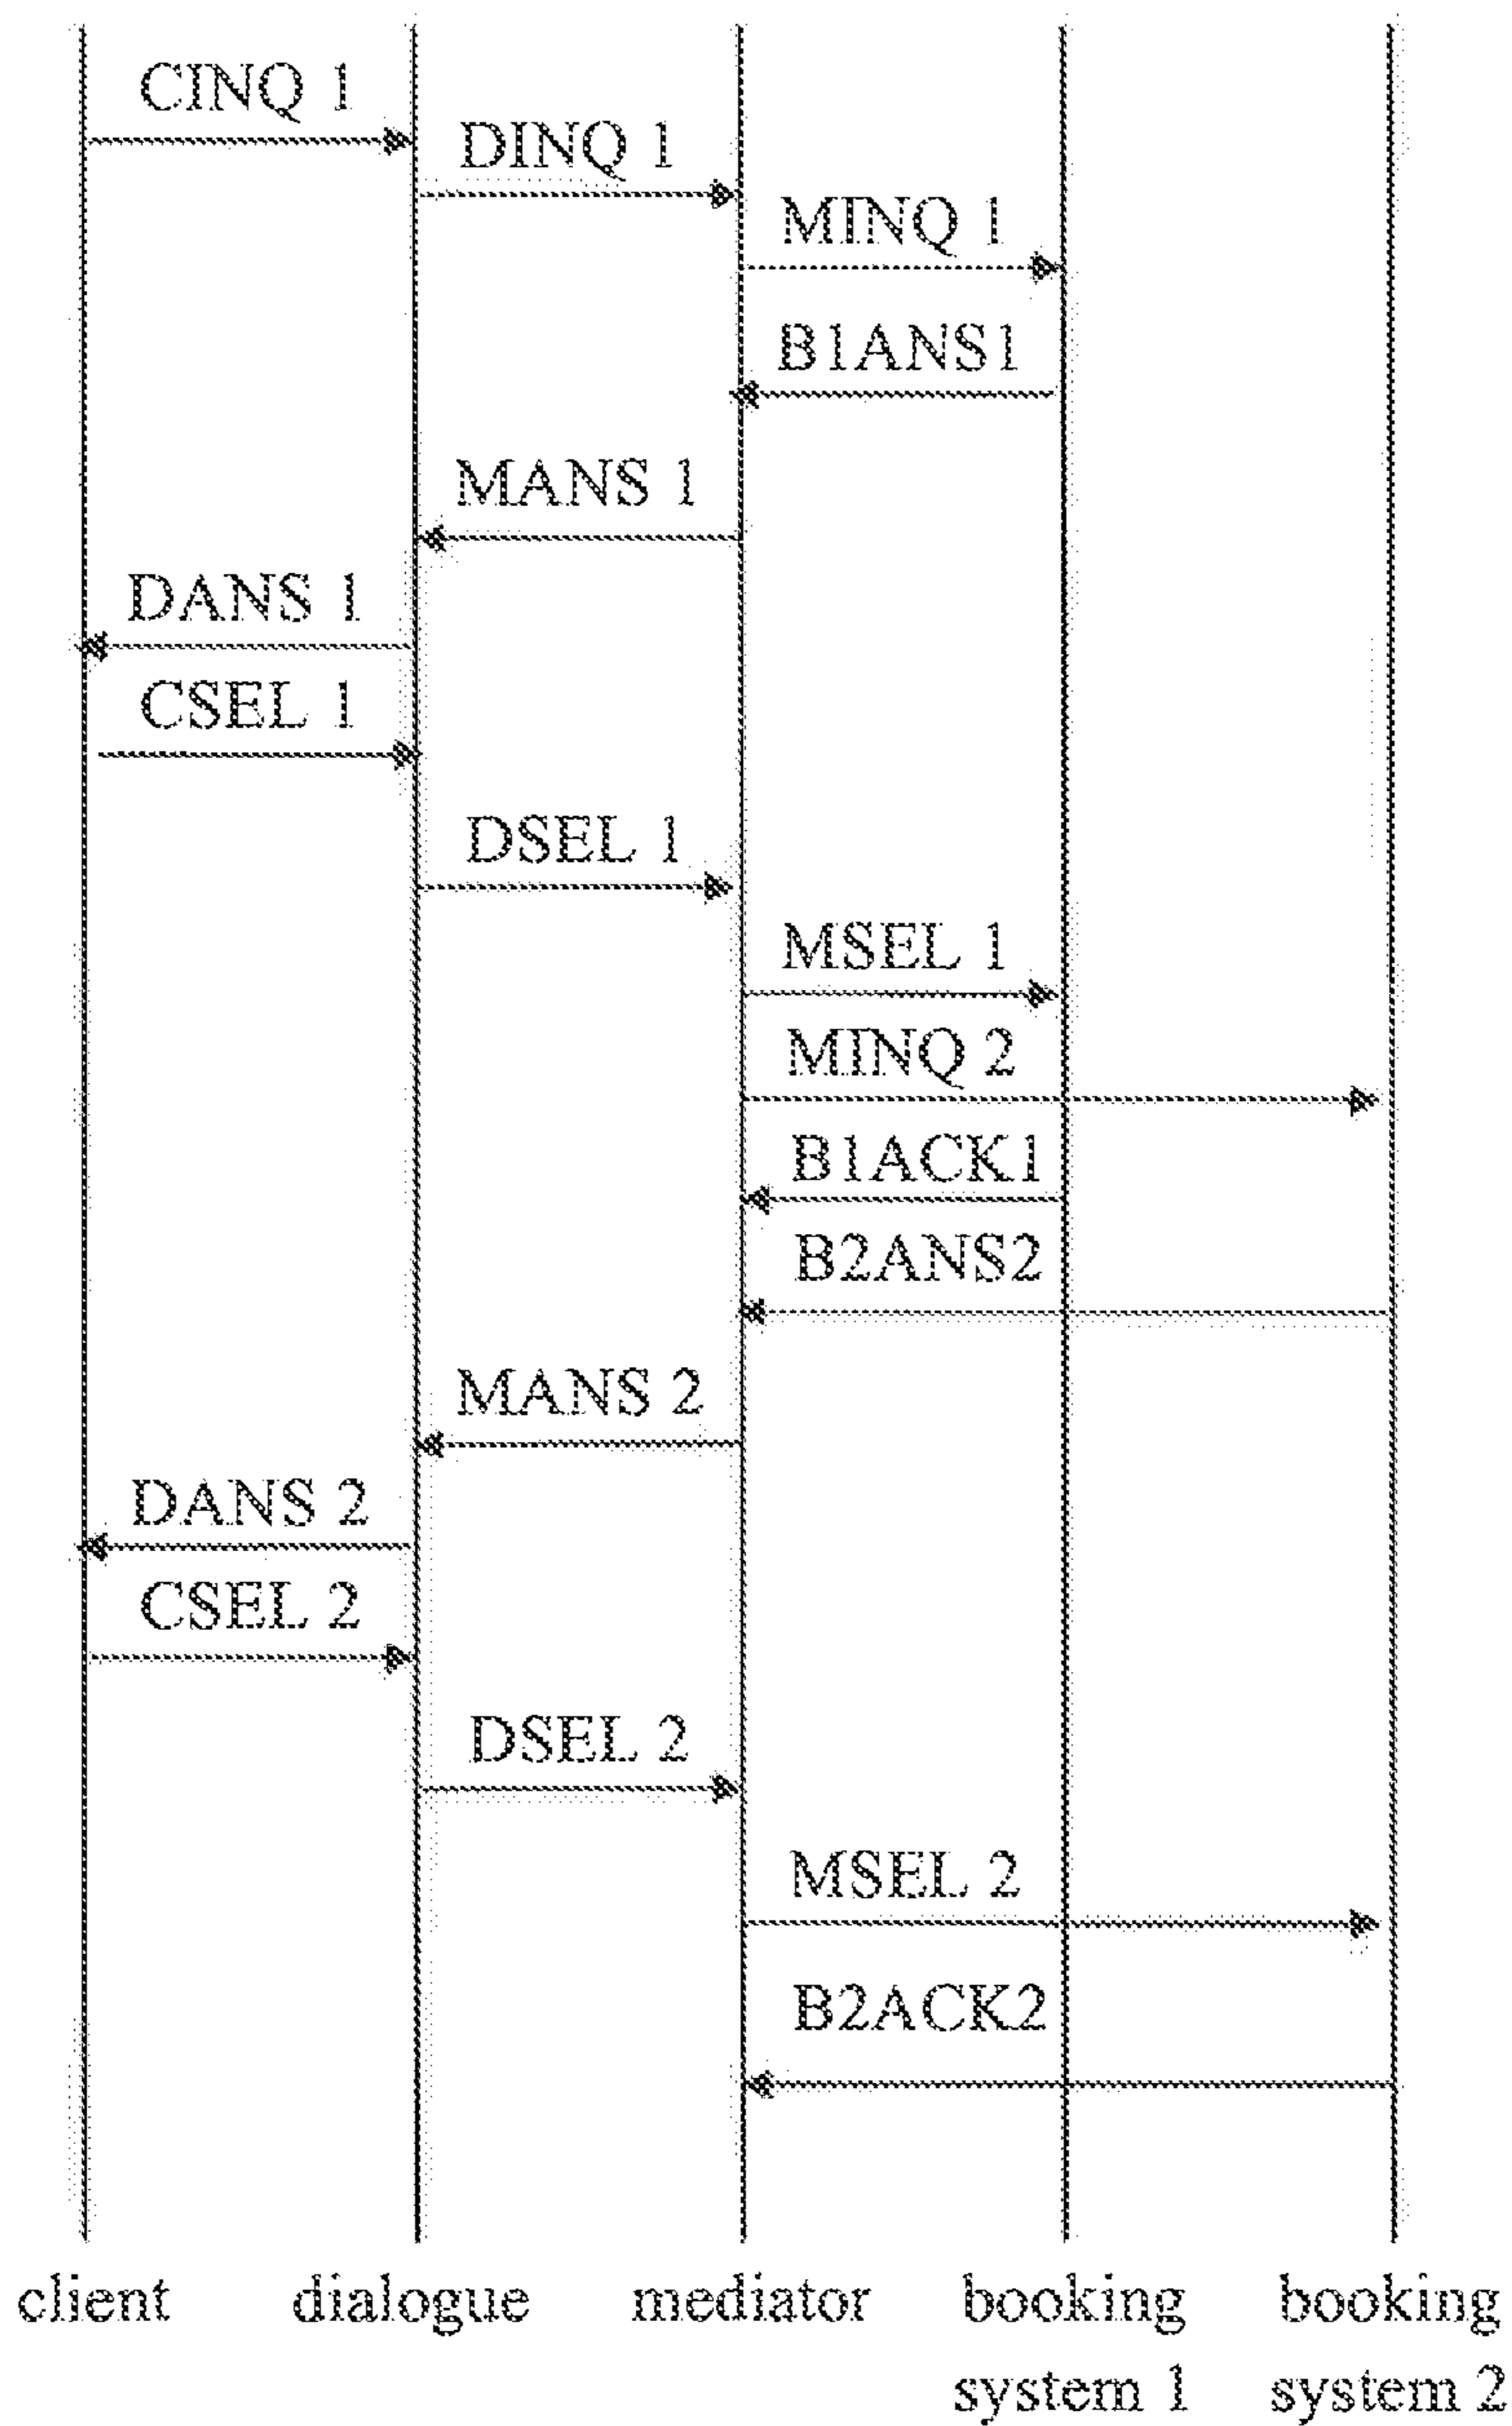 CINQ 1
DINQ 1
MINQ 1
B1ANS1
MANS 1
DANS 1
CSEL 1
DSEL 1
MSEL 1
MINQ 2
B1ACK1
B2ANS2
MANS 2
DANS 2
CSEL 2
DSEL 2
MSEL 2
B2ACK2
client dialogue mediator booking booking
system 1 system 2